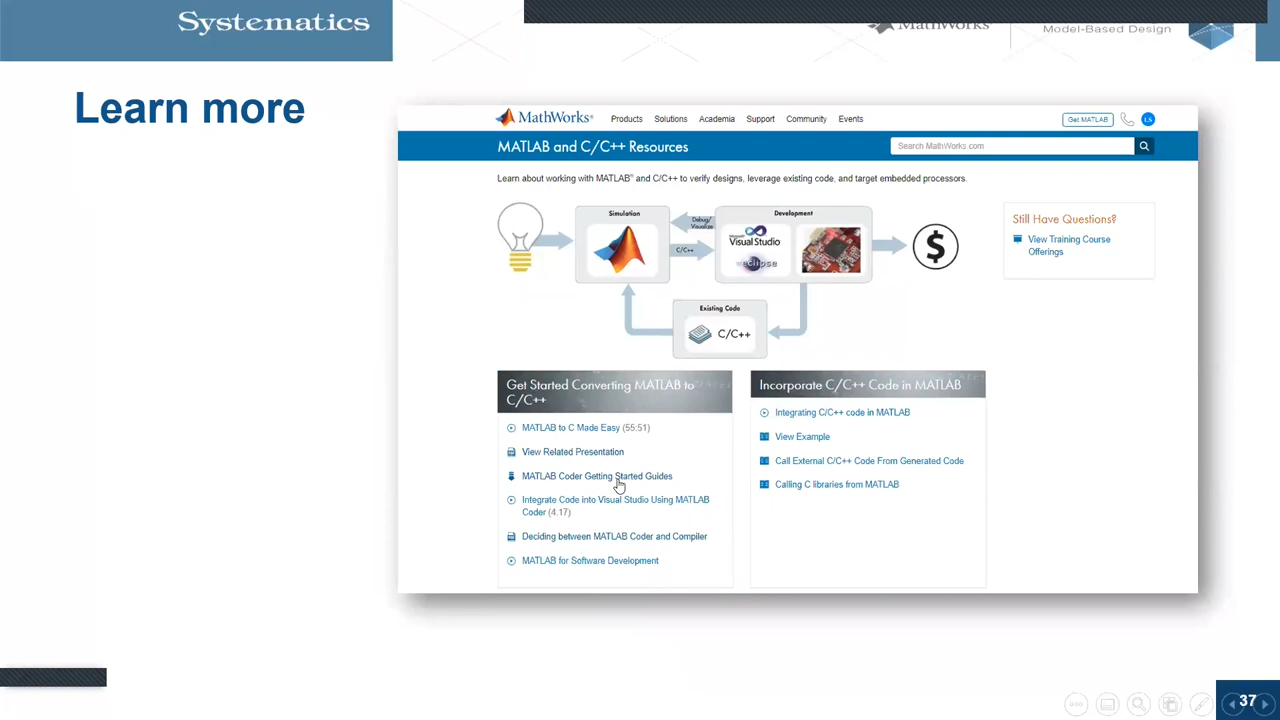 Systematics
MathWorks
Model-Based Design
Learn more
MathWorks®
Products Solutions Academia Support Community Events
Get MATLAB
LS
MATLAB and C/C++ Resources
Search MathWorks.com
Learn about working with MATLAB® and C/C++ to verify designs, leverage existing code, and target embedded processors.
Simulation
Debug/
Visualize
C/C++
Development
Microsoft
Visual Studio
eclipse
$
Existing Code
C/C++
Still Have Questions?
View Training Course
Offerings
Get Started Converting MATLAB to
C/C++
MATLAB to C Made Easy (55:51)
View Related Presentation
MATLAB Coder Getting Started Guides
Integrate Code into Visual Studio Using MATLAB
Coder (4.17)
Deciding between MATLAB Coder and Compiler
MATLAB for Software Development
Incorporate C/C++ Code in MATLAB
Integrating C/C++ code in MATLAB
View Example
Call External C/C++ Code From Generated Code
Calling C libraries from MATLAB
37